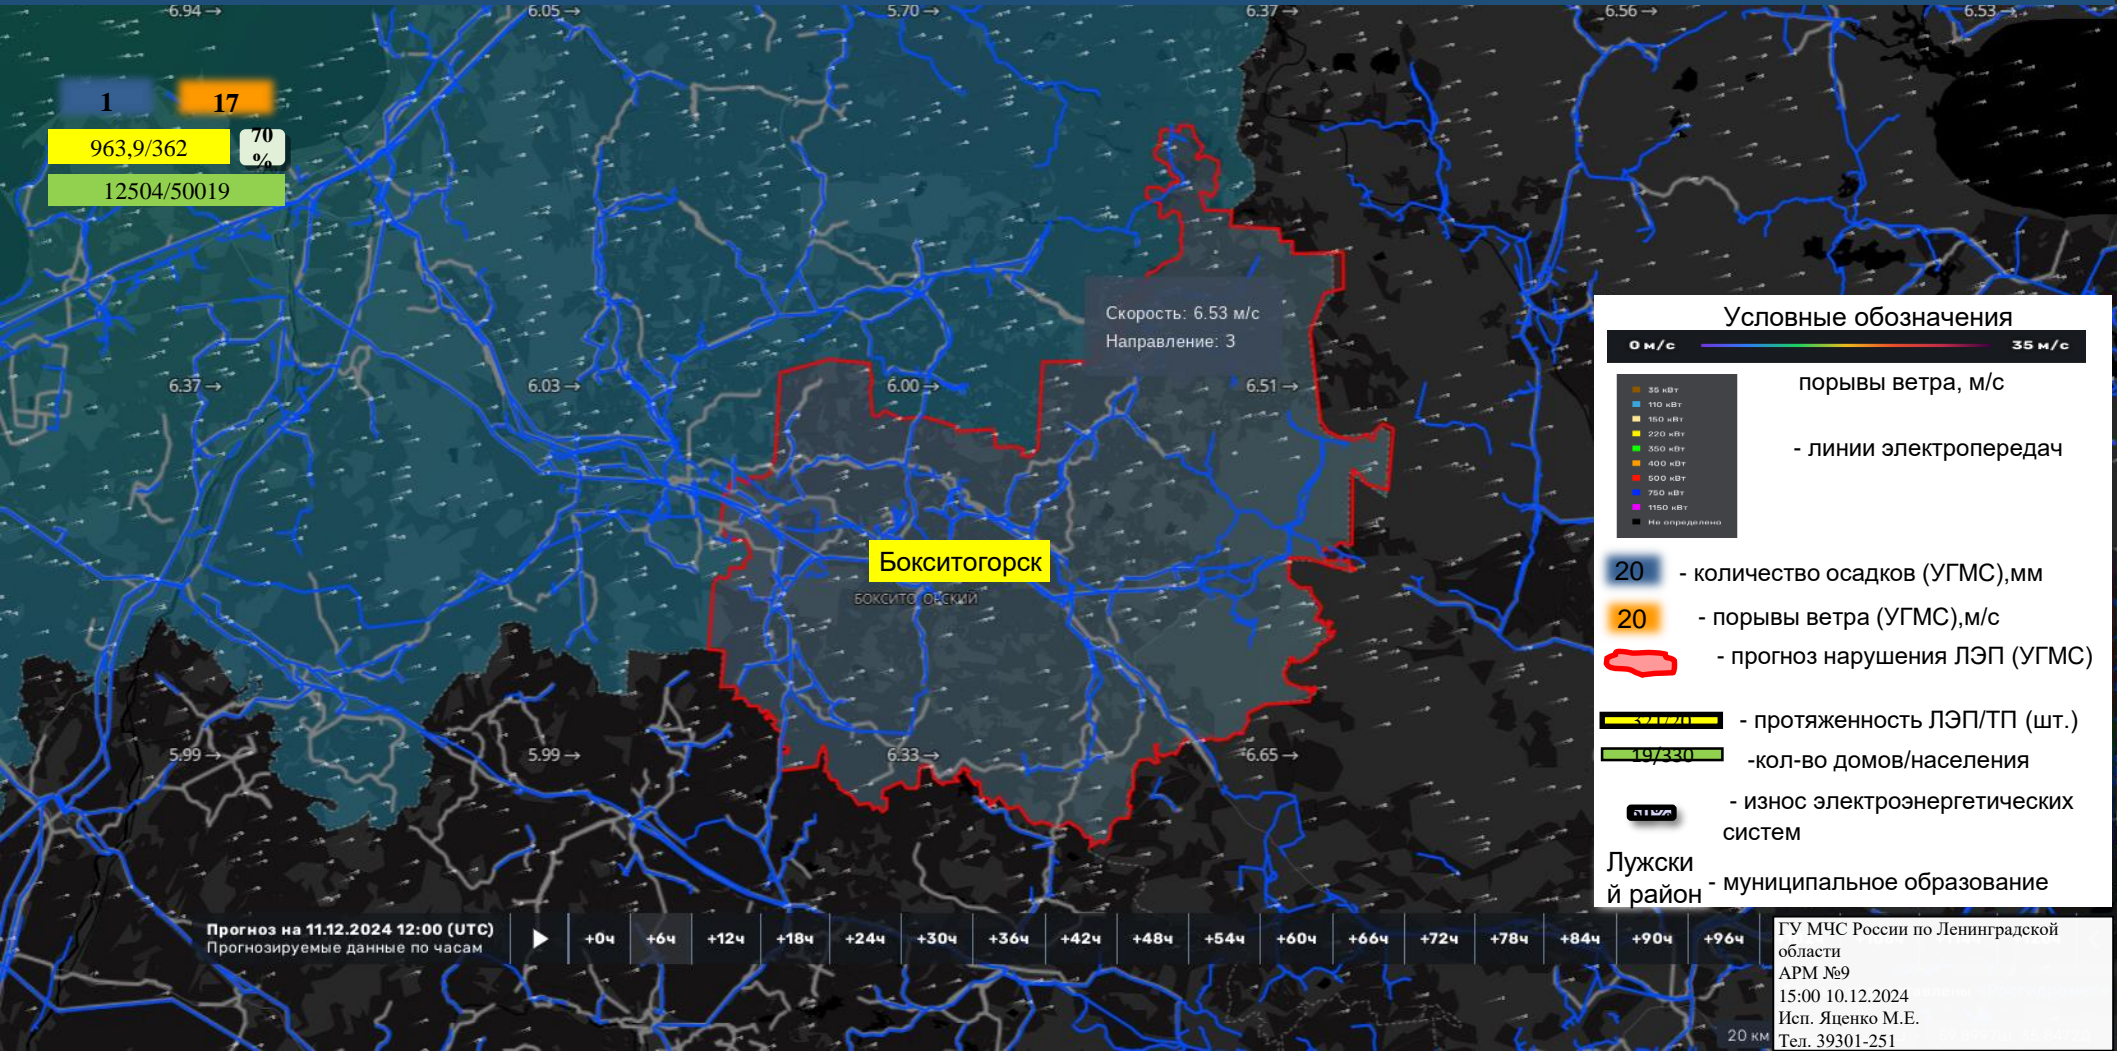 6.94→ 6.05→ 5.70→ 6.37→ 6.56→ 6.53→
1 17
963,9/362 70
%
12504/50019
Скорость: 6.53 м/с
Направление: З
6.37→ 6.03→ 6.00→ 6.51→
Бокситогорск
5.99→ 5.99→ 6.33→ 6.65→
Условные обозначения
0 м/с 35 м/с
порывы ветра, м/с
35 кВт
110 кВт
150 кВт
220 кВт
350 кВт
400 кВт
500 кВт
750 кВт
1150 кВт
Не определено
- линии электропередач
20 - количество осадков (УГМС),мм
20 - порывы ветра (УГМС),м/с
- прогноз нарушения ЛЭП (УГМС)
- протяженность ЛЭП/ТП (шт.)
19/330 -кол-во домов/населения
- износ электроэнергетических
систем
Лужски
й район - муниципальное образование
Прогноз на 11.12.2024 12:00 (UTC)
Прогнозируемые данные по часам
+0ч +6ч +12ч +18ч +24ч +30ч +36ч +42ч +48ч +54ч +60ч +66ч +72ч +78ч +84ч +90ч +96ч
ГУ МЧС России по Ленинградской
области
АРМ №9
15:00 10.12.2024
Исп. Яценко М.Е.
Тел. 39301-251
20 км